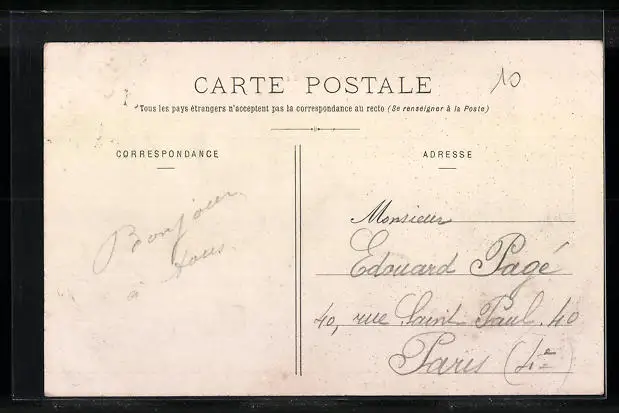 CARTE POSTALE
10
Tous les pays étrangers n'acceptent pas la correspondance au recto (Se renseigner à la Poste)
CORRESPONDANCE
Bonjour
à tous.
ADRESSE
Monsieur
Edouard Pagé
40, rue Saint Paul. 40
Paris (4e)